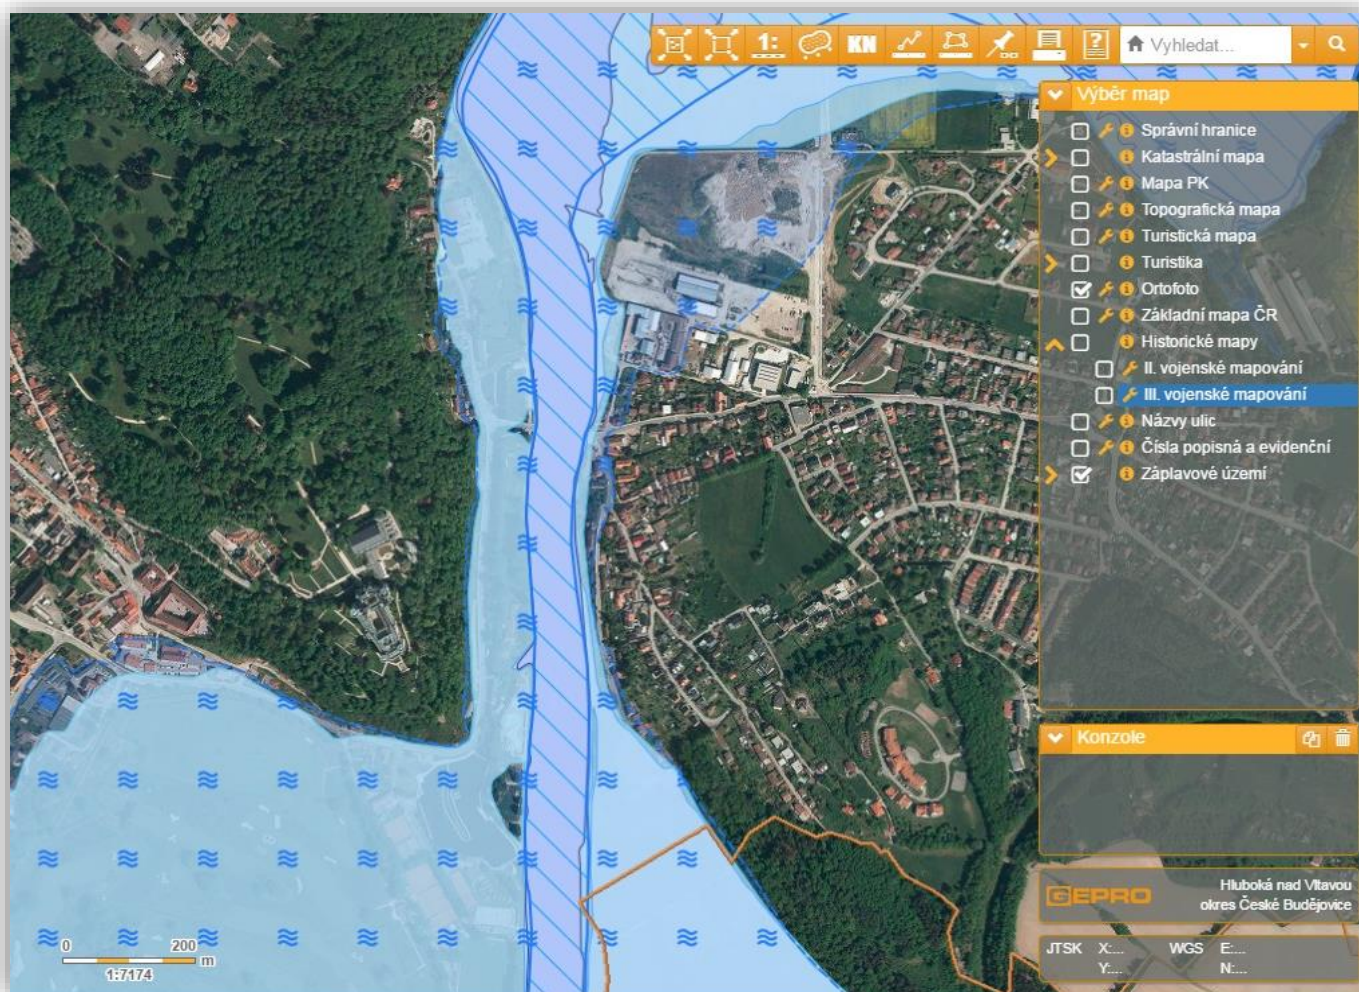 1:
KN
?
Vyhledat...
Výběr map
Správní hranice
Katastrální mapa
Mapa PK
Topografická mapa
Turistická mapa
Turistika
Ortofoto
Základní mapa ČR
Historické mapy
II. vojenské mapování
III. vojenské mapování
Názvy ulic
Čísla popisná a evidenční
Záplavové území
Konzole
GEPRO
Hluboká nad Vltavou
okres České Budějovice
JTSK X:... WGS E:...
Y:... N:...
0 200 m
1:7174